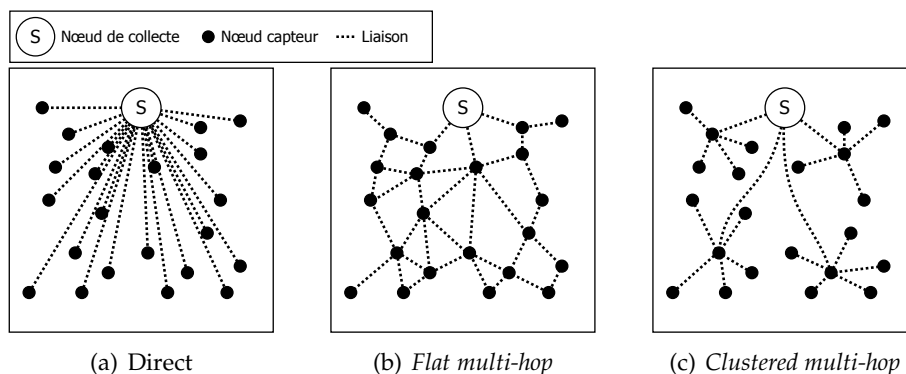 S Nœud de collecte Nœud capteur Liaison
S S S
(a) Direct (b) Flat multi-hop (c) Clustered multi-hop